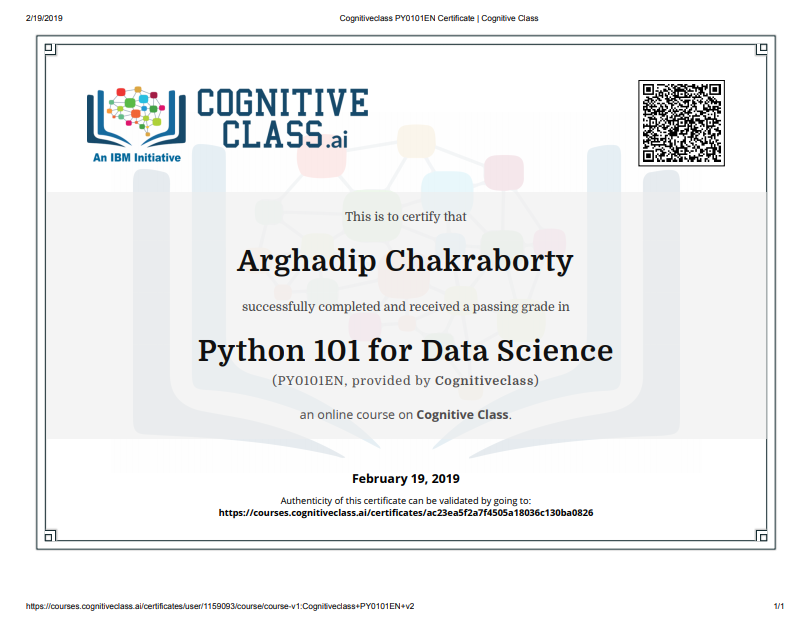 2/19/2019 Cognitiveclass PY0101EN Certificate | Cognitive Class
COGNITIVE
CLASS.ai
An IBM Initiative
This is to certify that
Arghadip Chakraborty
successfully completed and received a passing grade in
Python 101 for Data Science
(PY0101EN, provided by Cognitiveclass)
an online course on Cognitive Class.
February 19, 2019
Authenticity of this certificate can be validated by going to:
https://courses.cognitiveclass.ai/certificates/ac23ea5f2a7f4505a18036c130ba0826
https://courses.cognitiveclass.ai/certificates/user/1159093/course/course-v1:Cognitiveclass+PY0101EN+v2 1/1